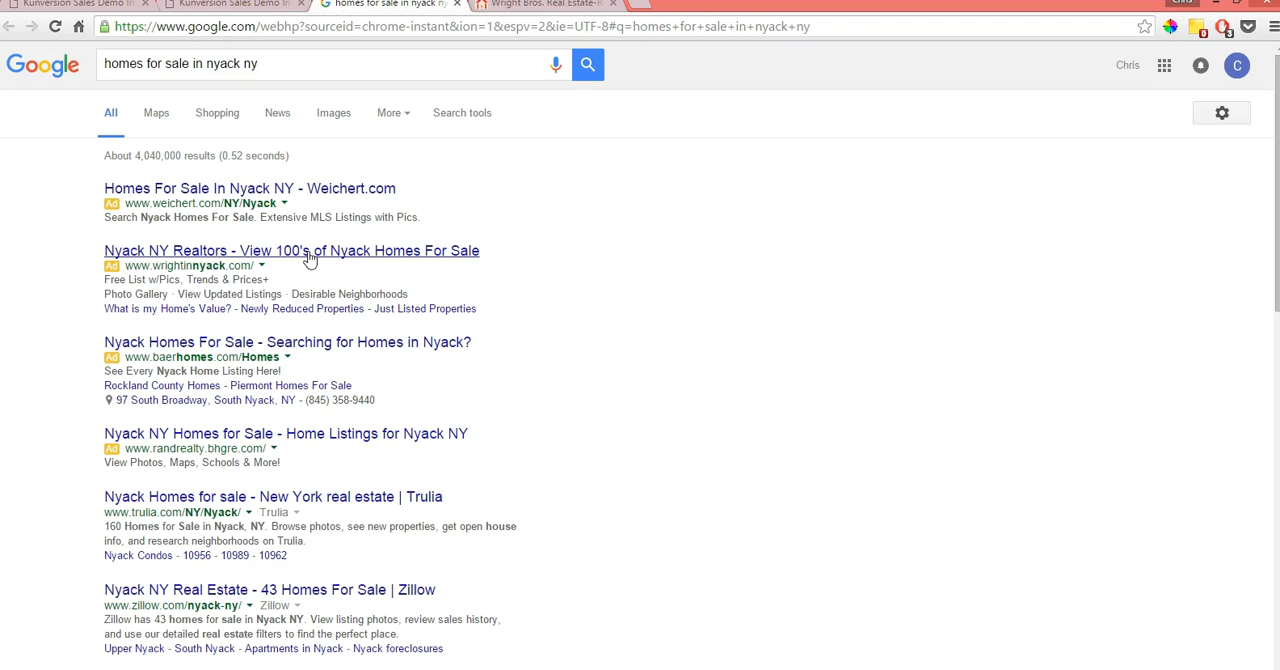 Kunversion Sales Demo In
Kunversion Sales Demo In
homes for sale in nyack ny
Wright Bros. Real Estate-R
Chris
https://www.google.com/webhp?sourceid=chrome-instant&ion=1&espv=2&ie=UTF-8#q=homes+for+sale+in+nyack+ny
0
3
Google
homes for sale in nyack ny
Chris
C
All
Maps
Shopping
News
Images
More
Search tools
About 4,040,000 results (0.52 seconds)
Homes For Sale In Nyack NY - Weichert.com
Ad www.weichert.com/NY/Nyack
Search Nyack Homes For Sale. Extensive MLS Listings with Pics.
Nyack NY Realtors - View 100's of Nyack Homes For Sale
Ad www.wrightinnyack.com/
Free List w/Pics, Trends & Prices+
Photo Gallery · View Updated Listings · Desirable Neighborhoods
What is my Home's Value? - Newly Reduced Properties - Just Listed Properties
Nyack Homes For Sale - Searching for Homes in Nyack?
Ad www.baerhomes.com/Homes
See Every Nyack Home Listing Here!
Rockland County Homes - Piermont Homes For Sale
97 South Broadway, South Nyack, NY - (845) 358-9440
Nyack NY Homes for Sale - Home Listings for Nyack NY
Ad www.randrealty.bhgre.com/
View Photos, Maps, Schools & More!
Nyack Homes for sale - New York real estate | Trulia
www.trulia.com/NY/Nyack/ Trulia
160 Homes for Sale in Nyack, NY. Browse photos, see new properties, get open house
info, and research neighborhoods on Trulia.
Nyack Condos - 10956 - 10989 - 10962
Nyack NY Real Estate - 43 Homes For Sale | Zillow
www.zillow.com/nyack-ny/ Zillow
Zillow has 43 homes for sale in Nyack NY. View listing photos, review sales history,
and use our detailed real estate filters to find the perfect place.
Upper Nyack - South Nyack - Apartments in Nyack - Nyack foreclosures